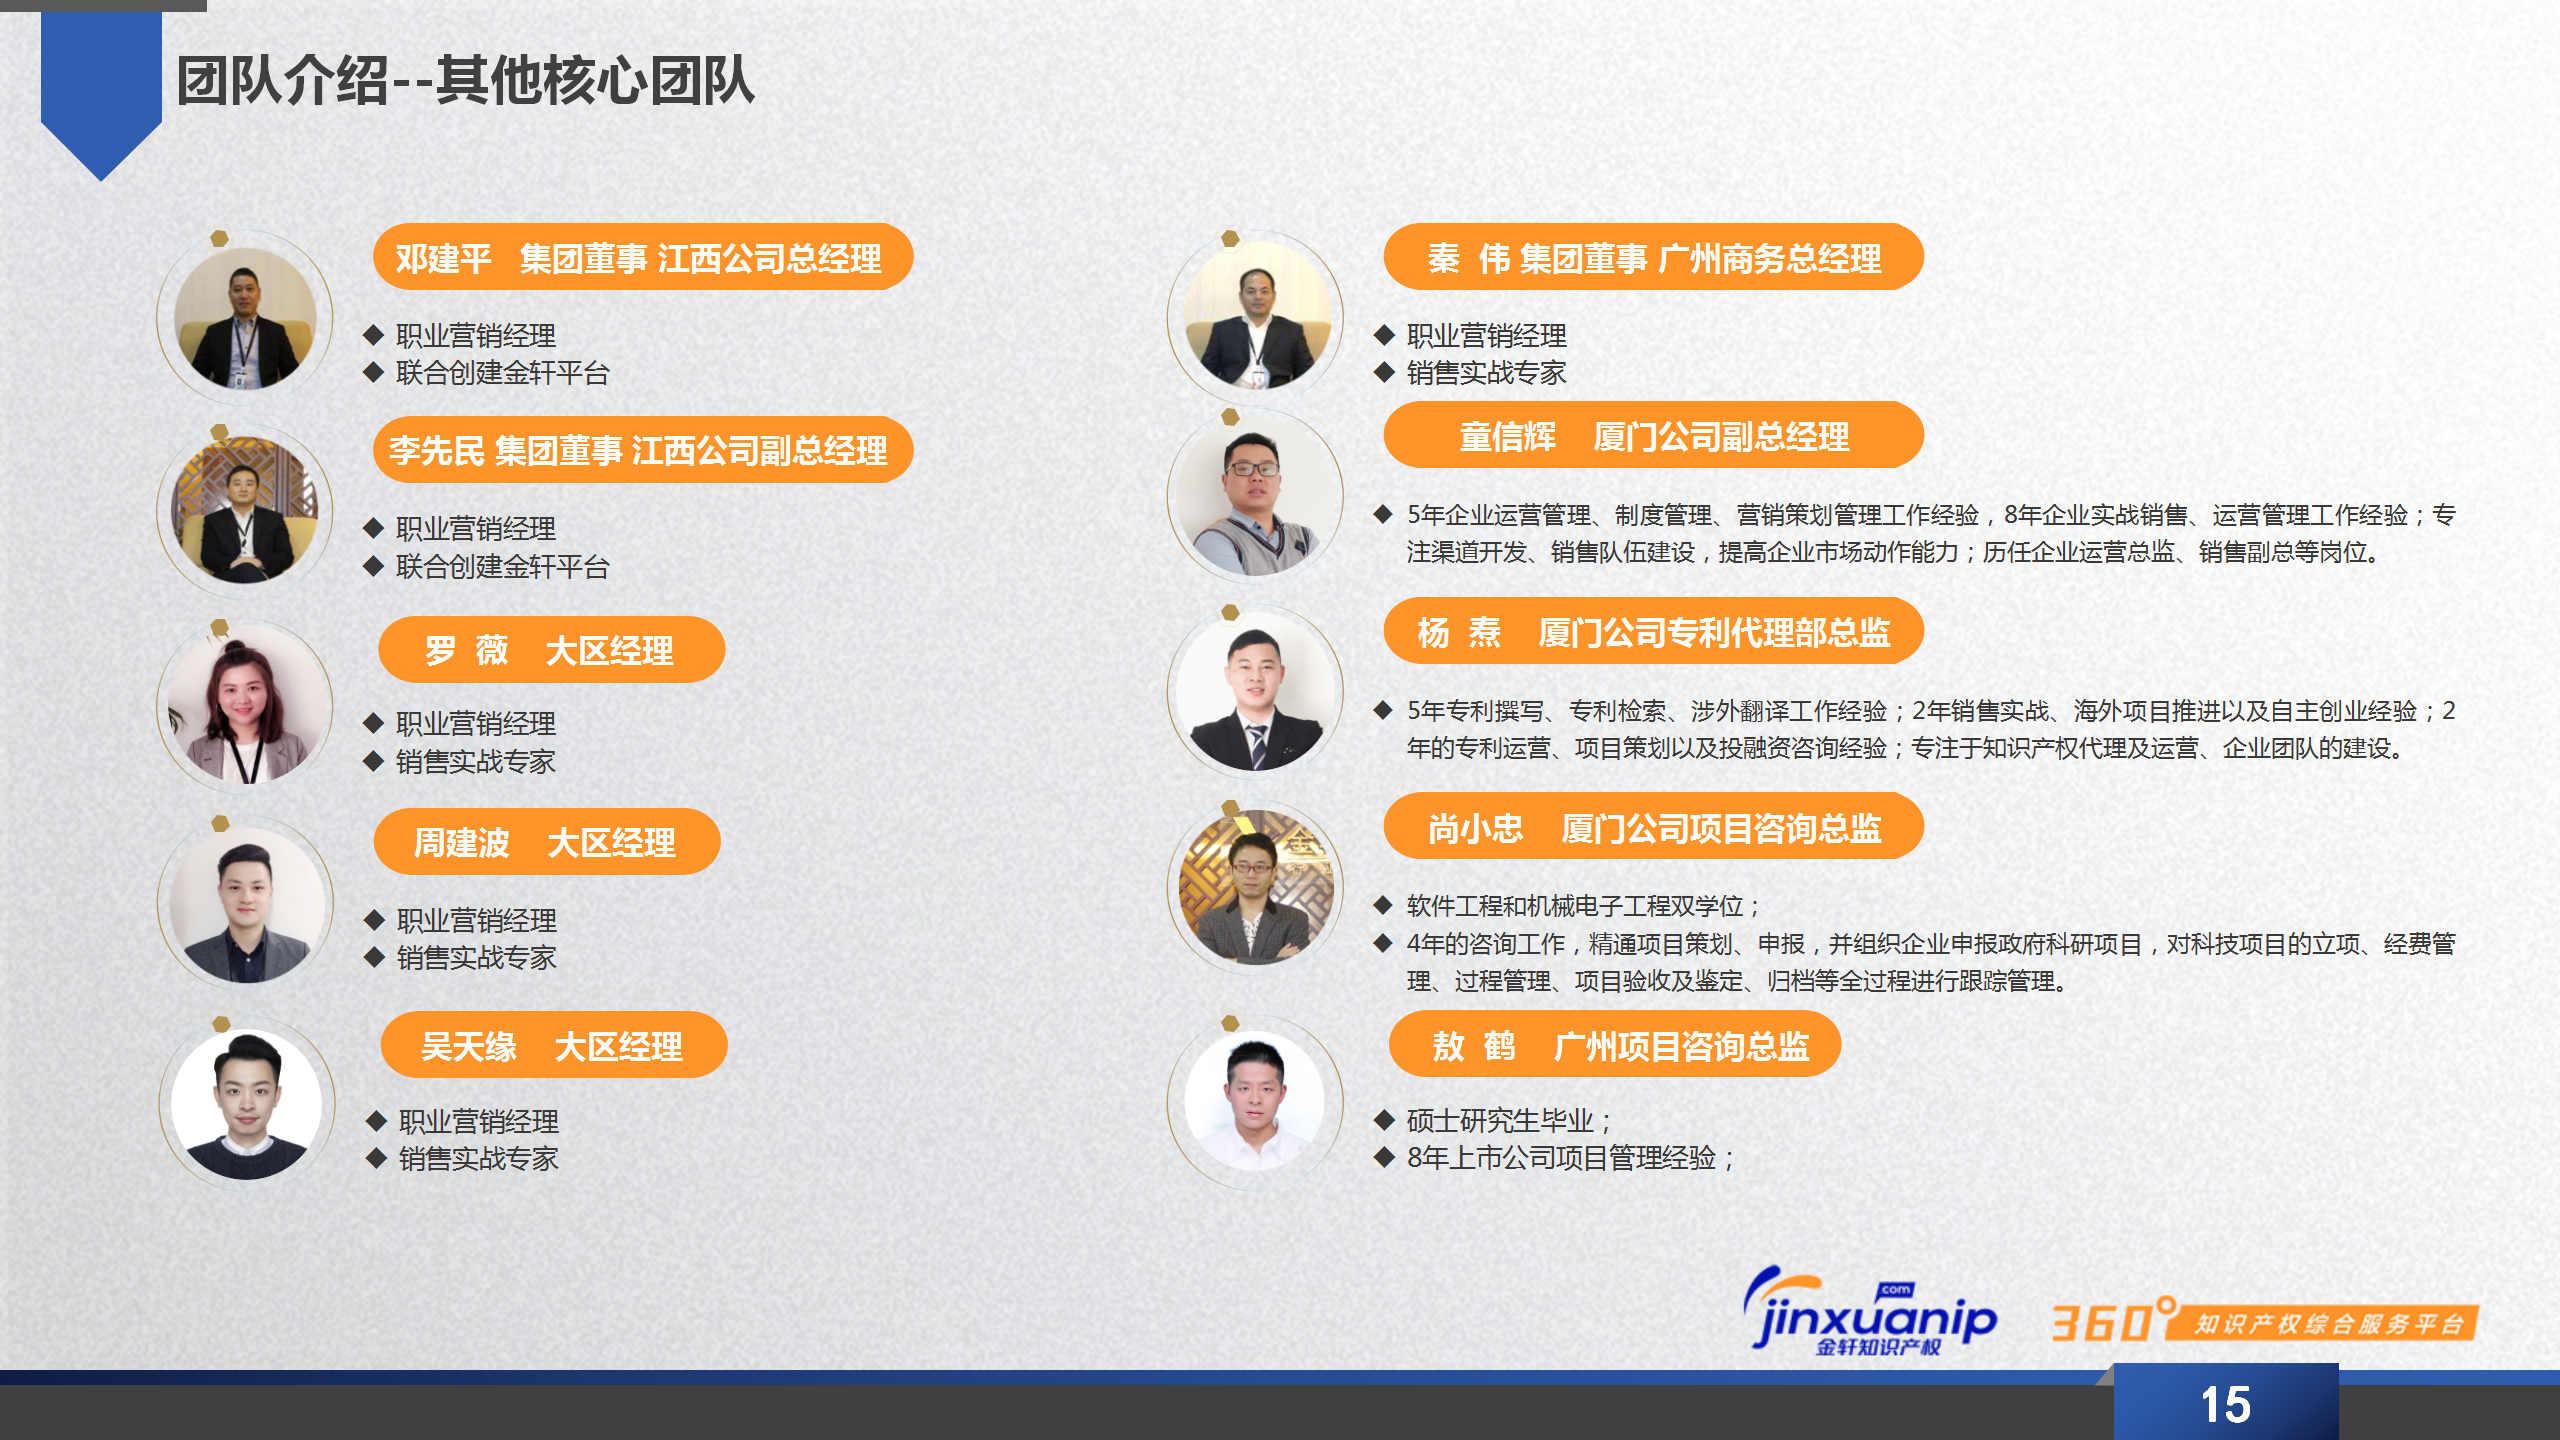 团队介绍--其他核心团队
邓建平 集团董事 江西公司总经理
◆ 职业营销经理
◆ 联合创建金轩平台
李先民 集团董事 江西公司副总经理
◆ 职业营销经理
◆ 联合创建金轩平台
罗 薇 大区经理
◆ 职业营销经理
◆ 销售实战专家
周建波 大区经理
◆ 职业营销经理
◆ 销售实战专家
吴天缘 大区经理
◆ 职业营销经理
◆ 销售实战专家
秦 伟 集团董事 广州商务总经理
◆ 职业营销经理
◆ 销售实战专家
童信辉 厦门公司副总经理
◆ 5年企业运营管理、制度管理、营销策划管理工作经验，8年企业实战销售、运营管理工作经验；专
注渠道开发、销售队伍建设，提高企业市场动作能力；历任企业运营总监、销售副总等岗位。
杨 焘 厦门公司专利代理部总监
◆ 5年专利撰写、专利检索、涉外翻译工作经验；2年销售实战、海外项目推进以及自主创业经验；2
年的专利运营、项目策划以及投融资咨询经验；专注于知识产权代理及运营、企业团队的建设。
尚小忠 厦门公司项目咨询总监
◆ 软件工程和机械电子工程双学位；
◆ 4年的咨询工作，精通项目策划、申报，并组织企业申报政府科研项目，对科技项目的立项、经费管
理、过程管理、项目验收及鉴定、归档等全过程进行跟踪管理。
敖 鹤 广州项目咨询总监
◆ 硕士研究生毕业；
◆ 8年上市公司项目管理经验；
jinxuanip.com
金轩知识产权
360° 知识产权综合服务平台
15